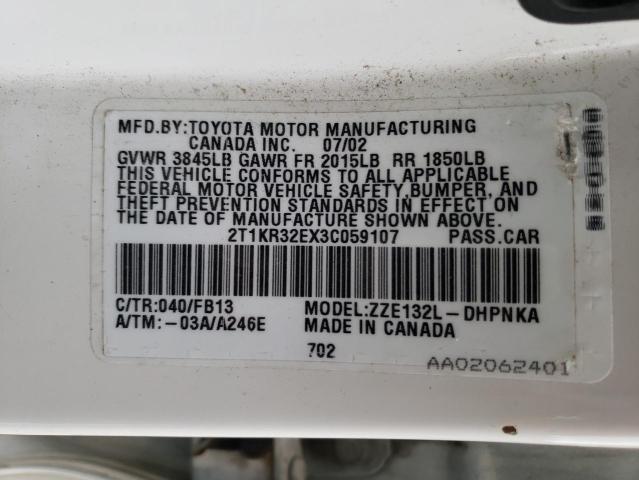 MFD.BY:TOYOTA MOTOR MANUFACTURING
CANADA INC. 07/02
GVWR 3845LB GAWR FR 2015LB RR 1850LB
THIS VEHICLE CONFORMS TO ALL APPLICABLE
FEDERAL MOTOR VEHICLE SAFETY,BUMPER, AND
THEFT PREVENTION STANDARDS IN EFFECT ON
THE DATE OF MANUFACTURE SHOWN ABOVE.
2T1KR32EX3C059107 PASS.CAR
C/TR:040/FB13 MODEL:ZZE132L-DHPNKA
A/TM:-03A/A246E MADE IN CANADA
702
AA02062401